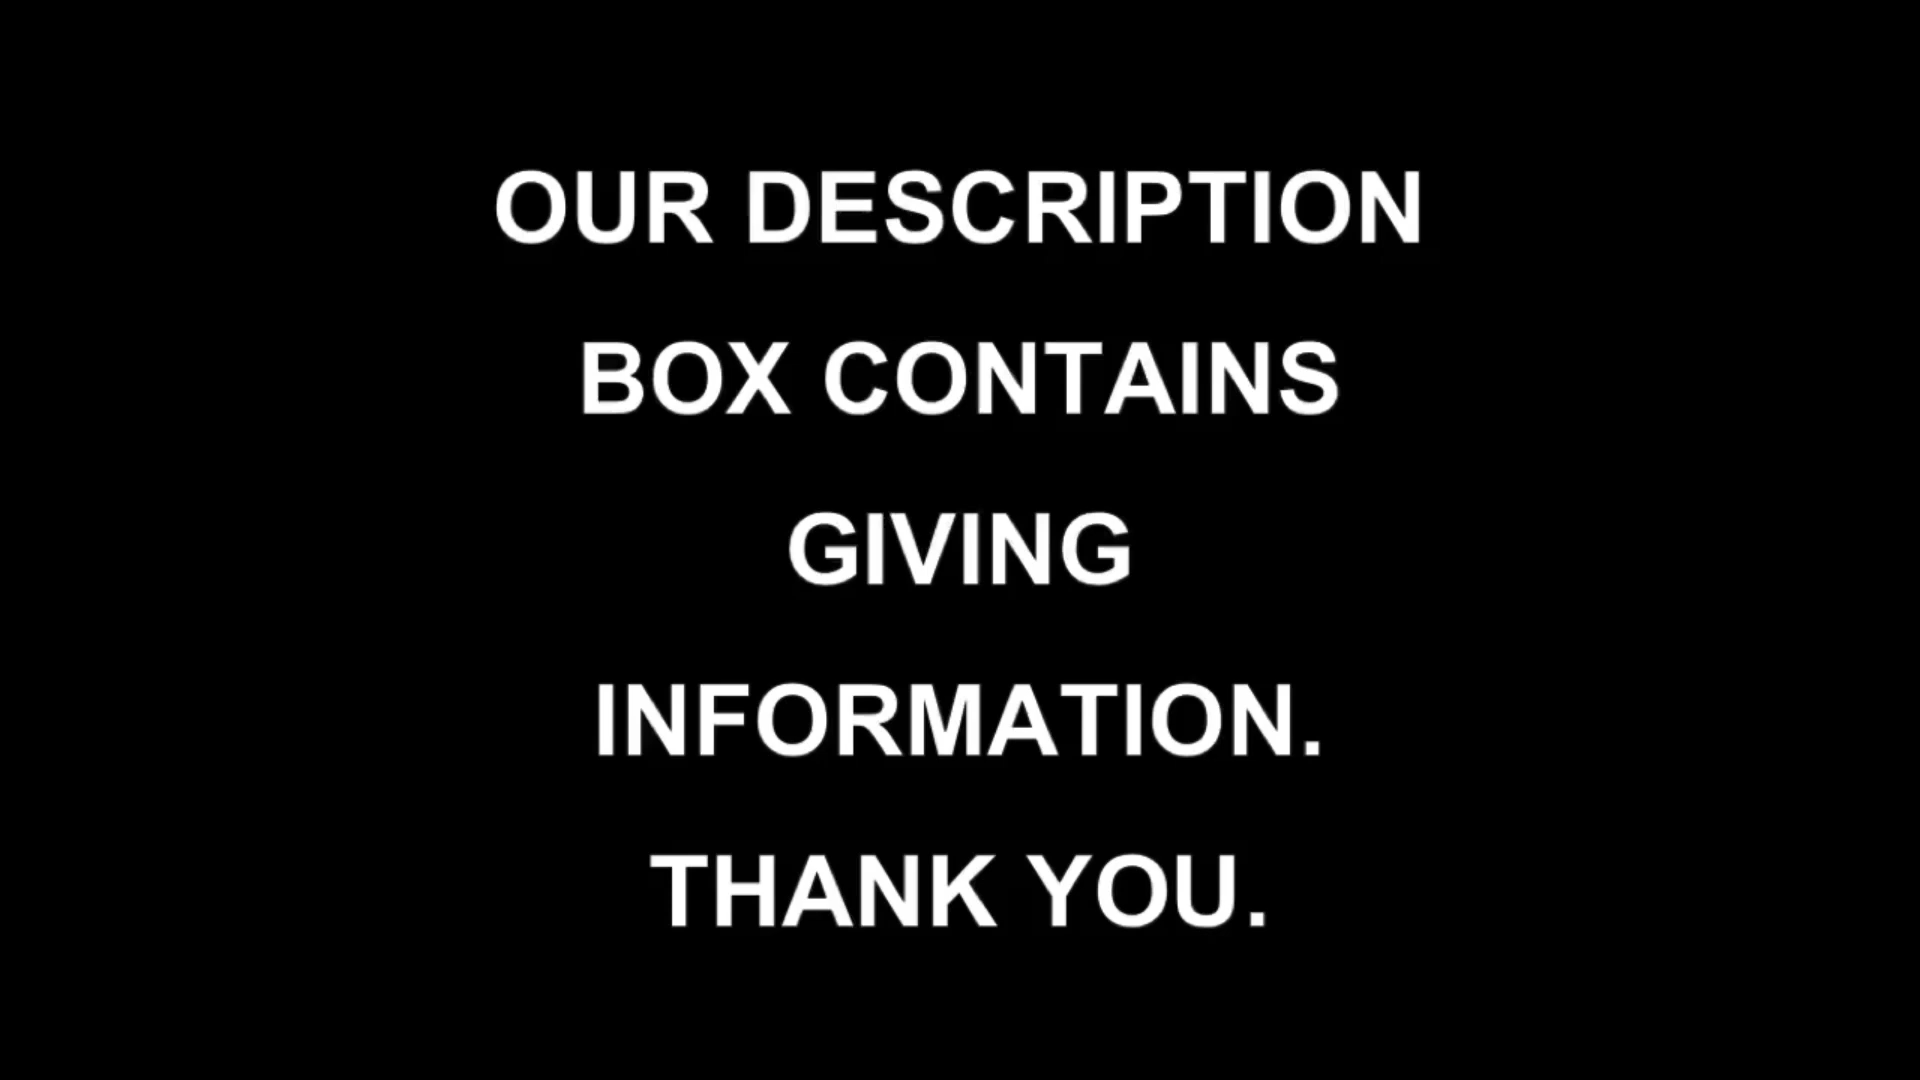 OUR DESCRIPTION
BOX CONTAINS
GIVING
INFORMATION.
THANK YOU.